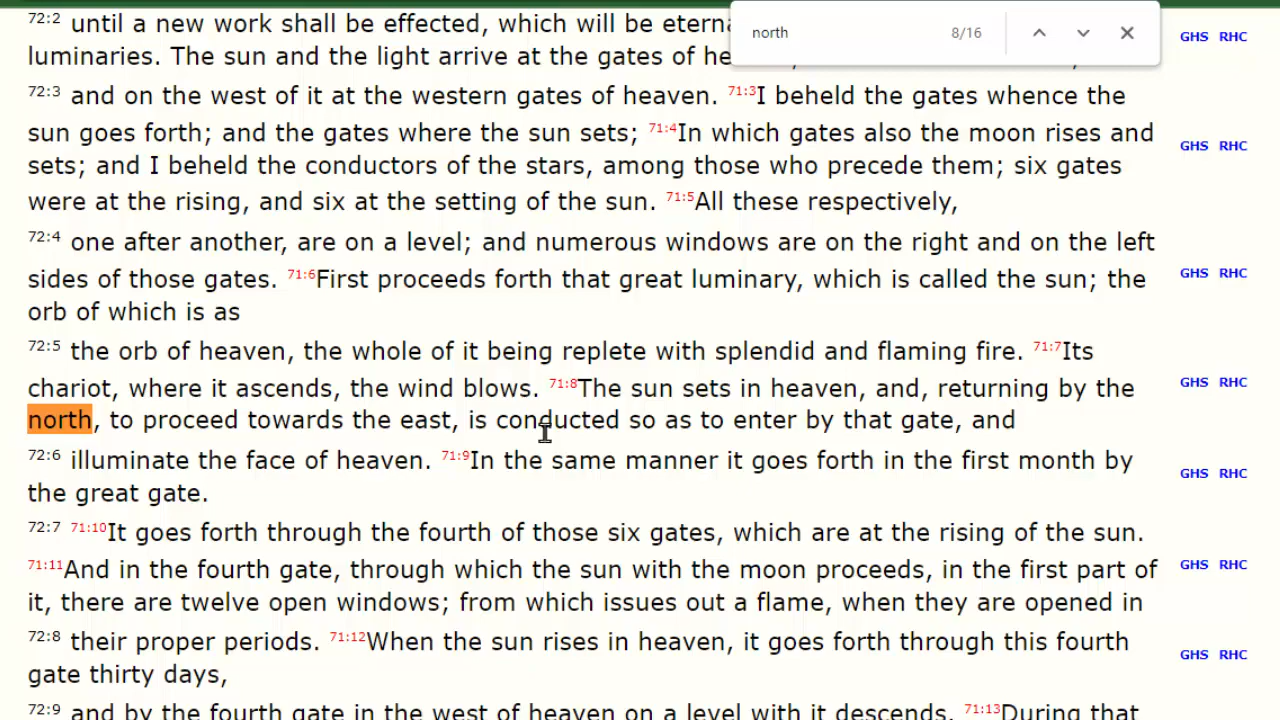 72:2 until a new work shall be effected, which will be eterna
luminaries. The sun and the light arrive at the gates of
north 8/16
GHS RHC
72:3 and on the west of it at the western gates of heaven. 71:3I beheld the gates whence the
sun goes forth; and the gates where the sun sets; 71:4In which gates also the moon rises and
sets; and I beheld the conductors of the stars, among those who precede them; six gates
were at the rising, and six at the setting of the sun. 71:5All these respectively,
GHS RHC
72:4 one after another, are on a level; and numerous windows are on the right and on the left
sides of those gates. 71:6First proceeds forth that great luminary, which is called the sun; the
orb of which is as
GHS RHC
72:5 the orb of heaven, the whole of it being replete with splendid and flaming fire. 71:7Its
chariot, where it ascends, the wind blows. 71:8The sun sets in heaven, and, returning by the
north, to proceed towards the east, is conducted so as to enter by that gate, and
GHS RHC
72:6 illuminate the face of heaven. 71:9In the same manner it goes forth in the first month by
the great gate.
GHS RHC
72:7 71:10It goes forth through the fourth of those six gates, which are at the rising of the sun.
71:11And in the fourth gate, through which the sun with the moon proceeds, in the first part of
it, there are twelve open windows; from which issues out a flame, when they are opened in
GHS RHC
72:8 their proper periods. 71:12When the sun rises in heaven, it goes forth through this fourth
gate thirty days,
GHS RHC
72:9 and by the fourth gate in the west of heaven on a level with it descends. 71:13During that